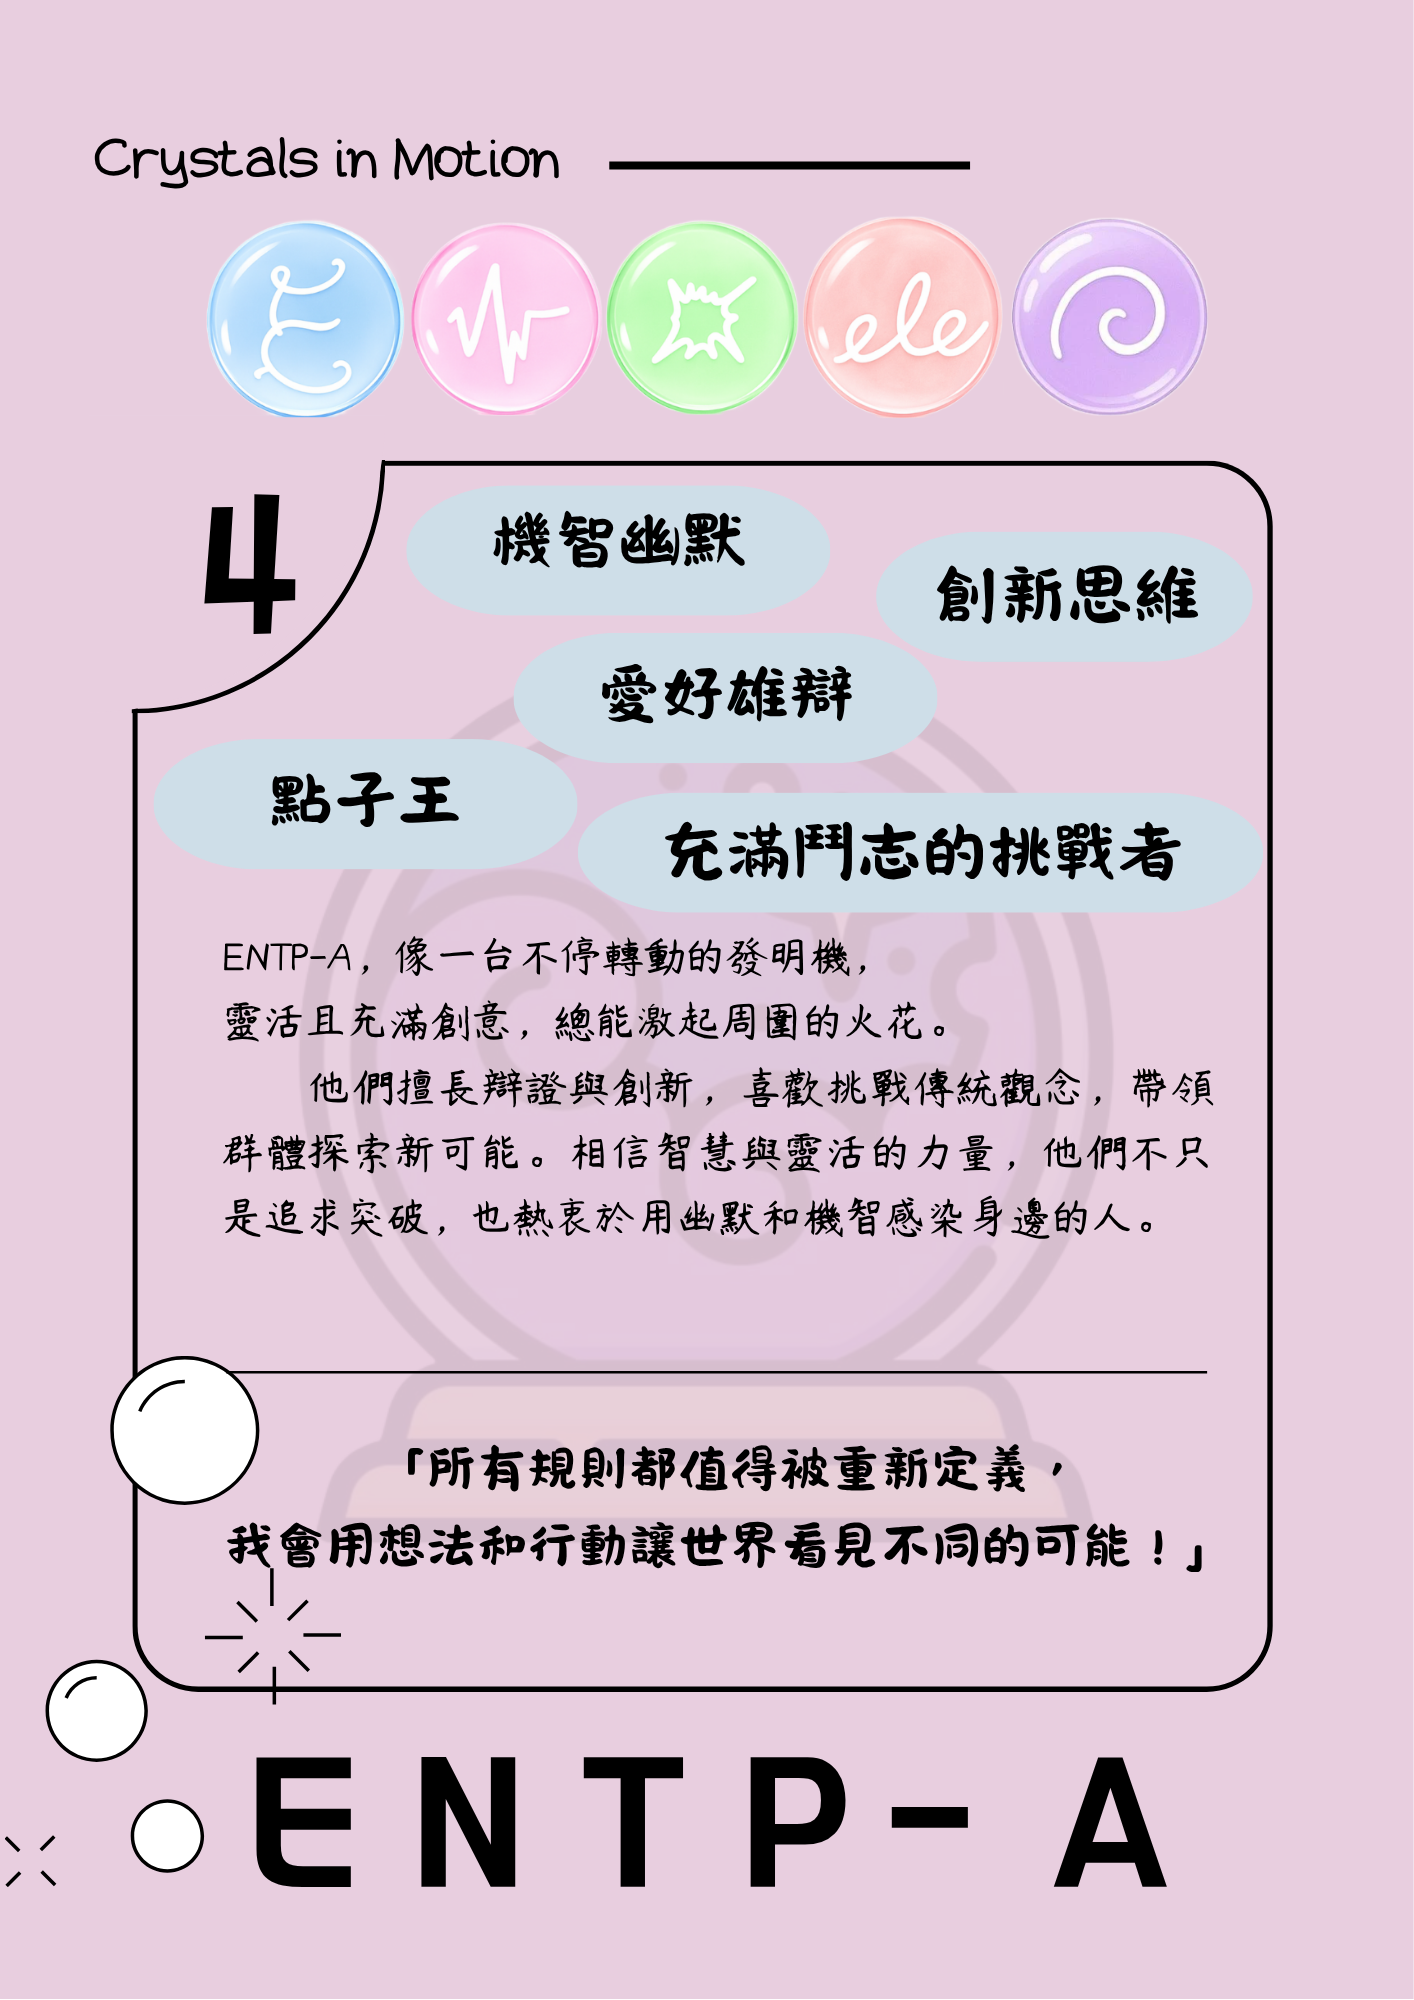 Crystals in Motion
ele
4
機智幽默
創新思維
愛好雄辯
點子王
充滿鬥志的挑戰者
ENTP-A，像一台不停轉動的發明機，
靈活且充滿創意，總能激起周圍的火花。
他們擅長辯證與創新，喜歡挑戰傳統觀念，帶領
群體探索新可能。相信智慧與靈活的力量，他們不只
是追求突破，也熱衷於用幽默和機智感染身邊的人。
「所有規則都值得被重新定義，
我會用想法和行動讓世界看見不同的可能！」
ENTP-A